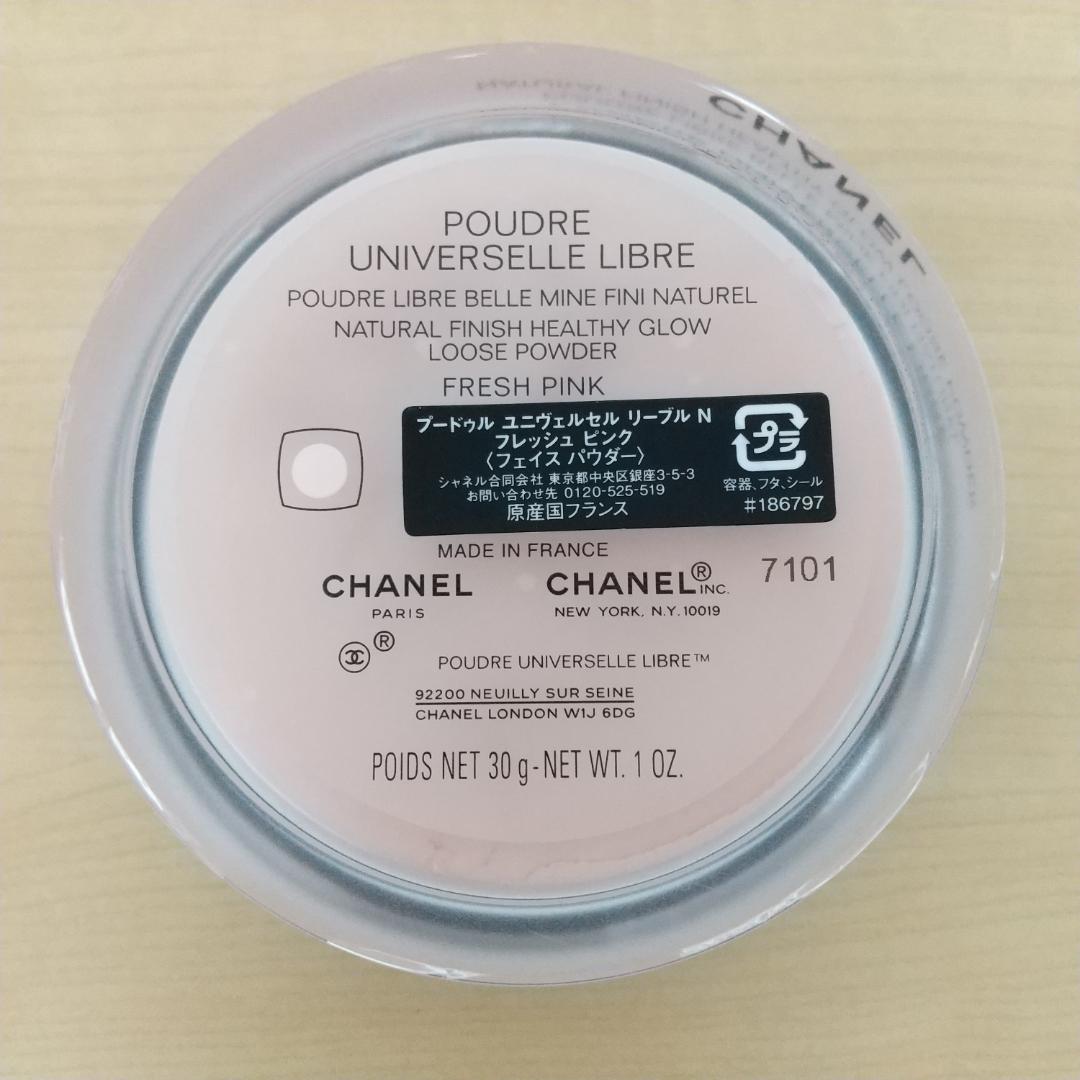 CHANEL
POUDRE
UNIVERSELLE LIBRE
POUDRE LIBRE BELLE MINE FINI NATUREL
NATURAL FINISH HEALTHY GLOW
LOOSE POWDER
FRESH PINK
プードゥル ユニヴェルセル リーブル N
フレッシュ ピンク
〈フェイス パウダー〉
シャネル合同会社 東京都中央区銀座3-5-3
お問い合わせ先 0120-525-519
原産国フランス
プラ
容器、フタ、シール
#186797
MADE IN FRANCE
CHANEL
PARIS
CHANEL® INC.
NEW YORK, N.Y. 10019
7101
®
POUDRE UNIVERSELLE LIBRE™
92200 NEUILLY SUR SEINE
CHANEL LONDON W1J 6DG
POIDS NET 30 g-NET WT. 1 OZ.